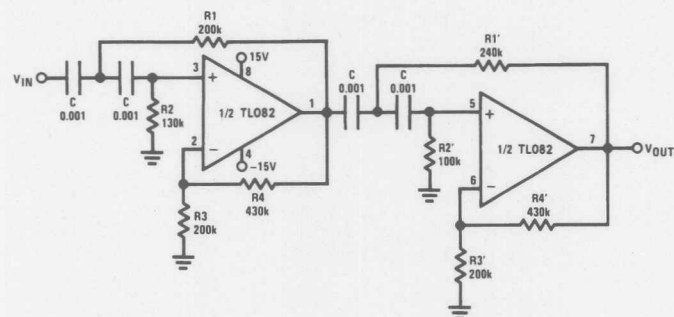 R1
200k
R1'
240k
15V
V_IN
3
8
+
C
0.001
C
0.001
R2
130k
1/2 TL082
1
C
0.001
C
0.001
5
+
1/2 TL082
7
V_OUT
2
−
4
−15V
R2'
100k
6
−
R4
430k
R4'
430k
R3
200k
R3'
200k